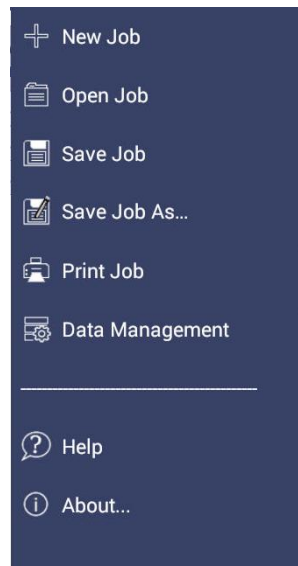 New Job
Open Job
Save Job
Save Job As...
Print Job
Data Management
Help
About...